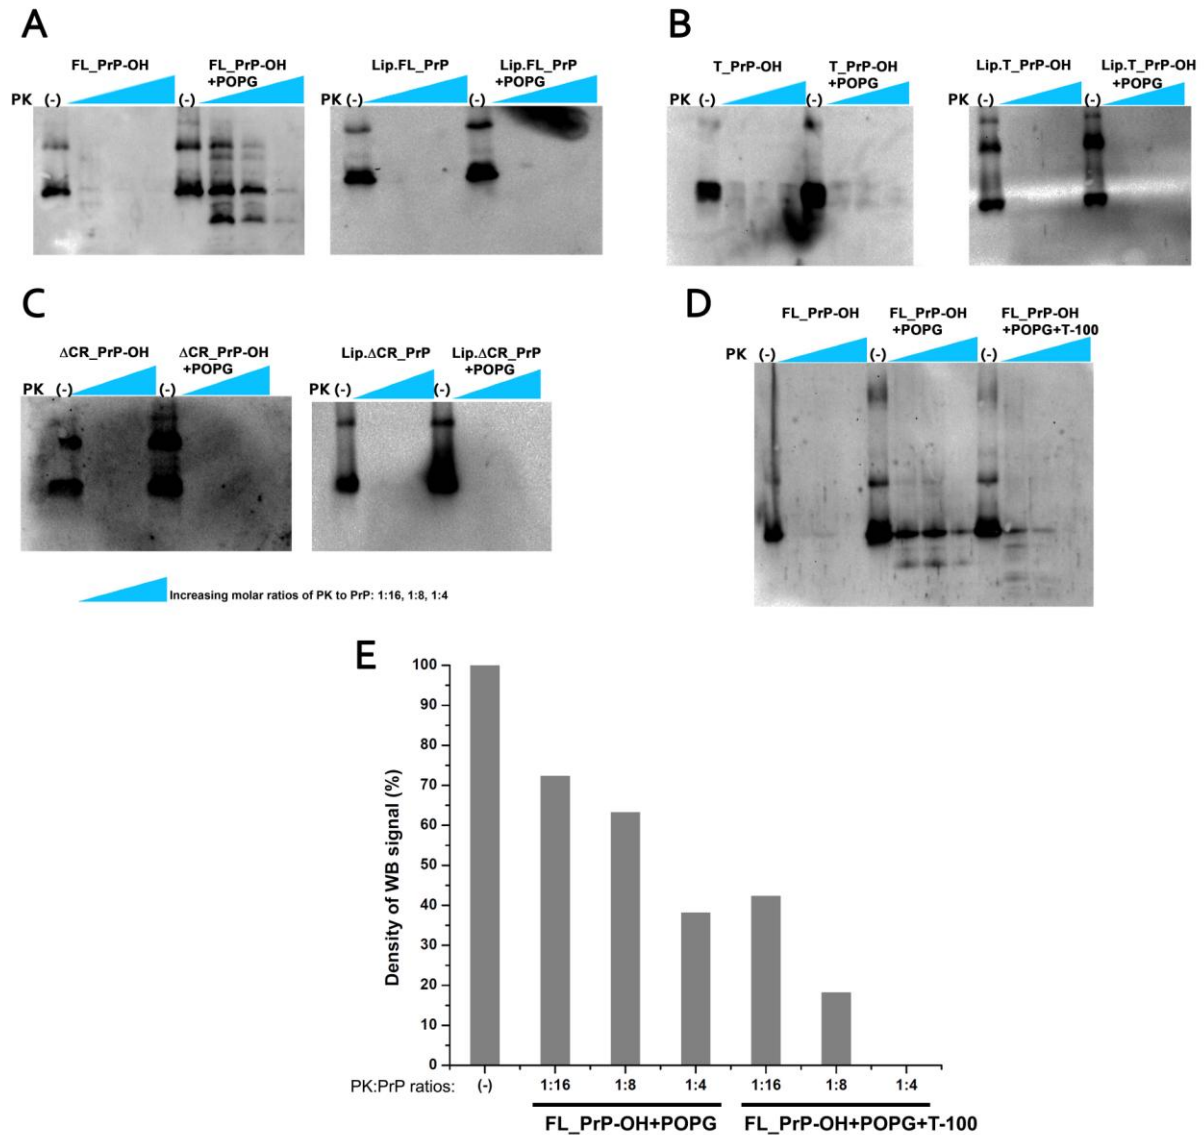 A
FL_PrP-OH
FL_PrP-OH
+POPG
Lip.FL_PrP
Lip.FL_PrP
+POPG
PK (-) (-) (-) (-)
B
T_PrP-OH
T_PrP-OH
+POPG
Lip.T_PrP-OH
Lip.T_PrP-OH
+POPG
PK (-) (-) (-) (-)
C
ΔCR_PrP-OH
ΔCR_PrP-OH
+POPG
Lip.ΔCR_PrP
Lip.ΔCR_PrP
+POPG
PK (-) (-) PK (-) (-)
Increasing molar ratios of PK to PrP: 1:16, 1:8, 1:4
D
FL_PrP-OH
FL_PrP-OH
+POPG
FL_PrP-OH
+POPG+T-100
PK (-) (-) (-)
E
Density of WB signal (%)
100
90
80
70
60
50
40
30
20
10
0
PK:PrP ratios: (-) 1:16 1:8 1:4 1:16 1:8 1:4
FL_PrP-OH+POPG FL_PrP-OH+POPG+T-100